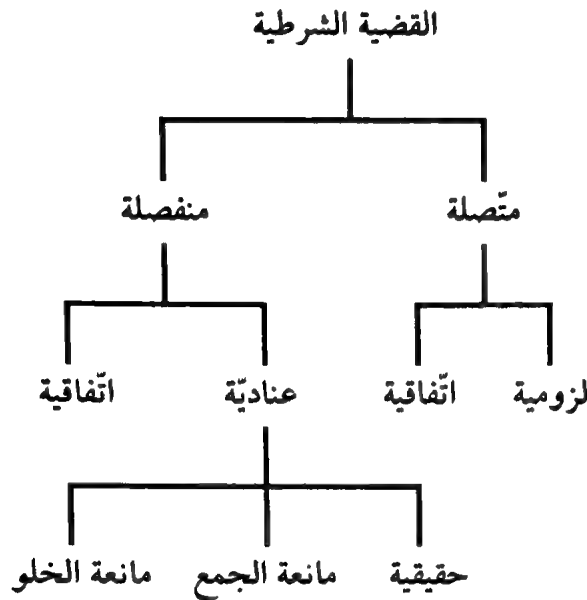 القضية الشرطية
متّصلة منفصلة
لزومية اتّفاقية عناديّة اتّفاقية
حقيقية مانعة الجمع مانعة الخلو